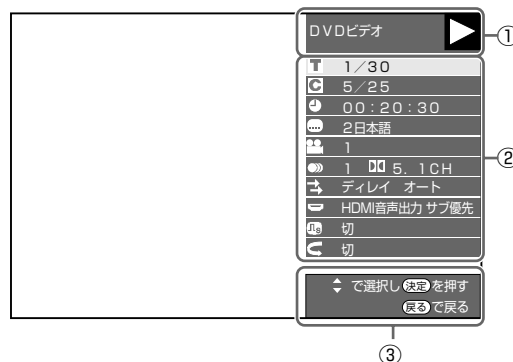 DVDビデオ
①
T 1/30
C 5/25
00:20:30
2日本語
1
1 5.1CH
ディレイ オート
HDMI音声出力 サブ優先
切
切
②
で選択し 決定 を押す
戻る で戻る
③